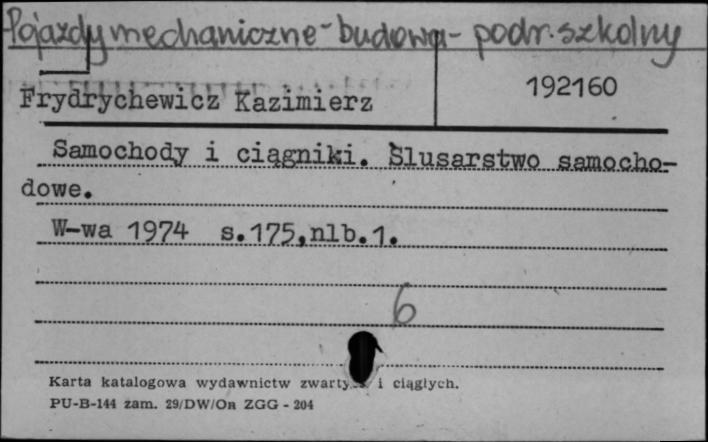 Pojazdy mechaniczne - budowa - podr. szkolny
Frydrychewicz Kazimierz
192160
Samochody i ciągniki. Ślusarstwo samocho-
dowe.
W-wa 1974 s.175,nlb.1.
6
Karta katalogowa wydawnictw zwarty i ciągłych.
PU-B-144 zam. 29/DW/On ZGG - 204